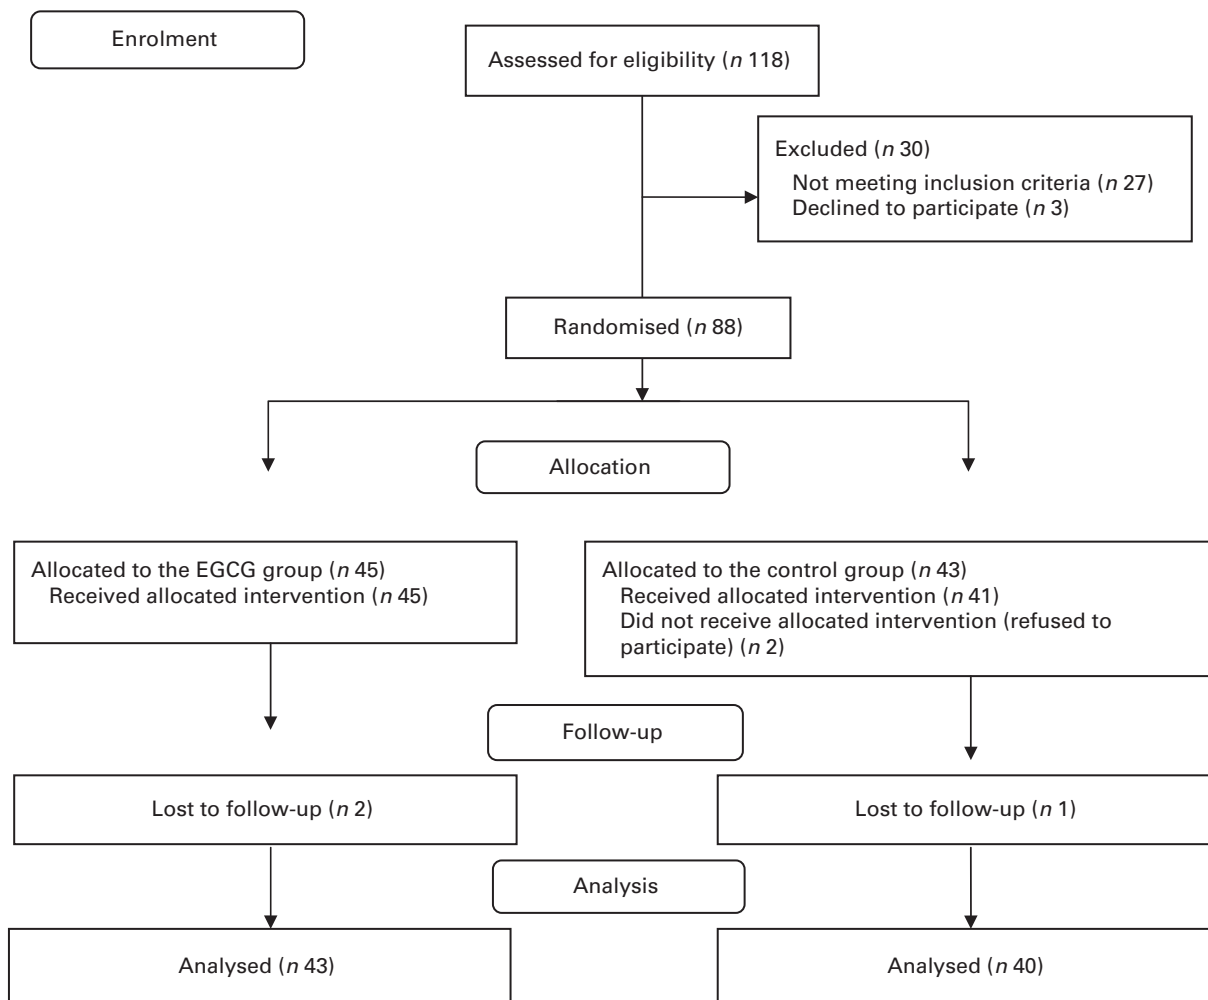 Enrolment
Assessed for eligibility (n 118)
Excluded (n 30)
Not meeting inclusion criteria (n 27)
Declined to participate (n 3)
Randomised (n 88)
Allocation
Allocated to the EGCG group (n 45)
Received allocated intervention (n 45)
Allocated to the control group (n 43)
Received allocated intervention (n 41)
Did not receive allocated intervention (refused to
participate) (n 2)
Follow-up
Lost to follow-up (n 2)
Lost to follow-up (n 1)
Analysis
Analysed (n 43)
Analysed (n 40)